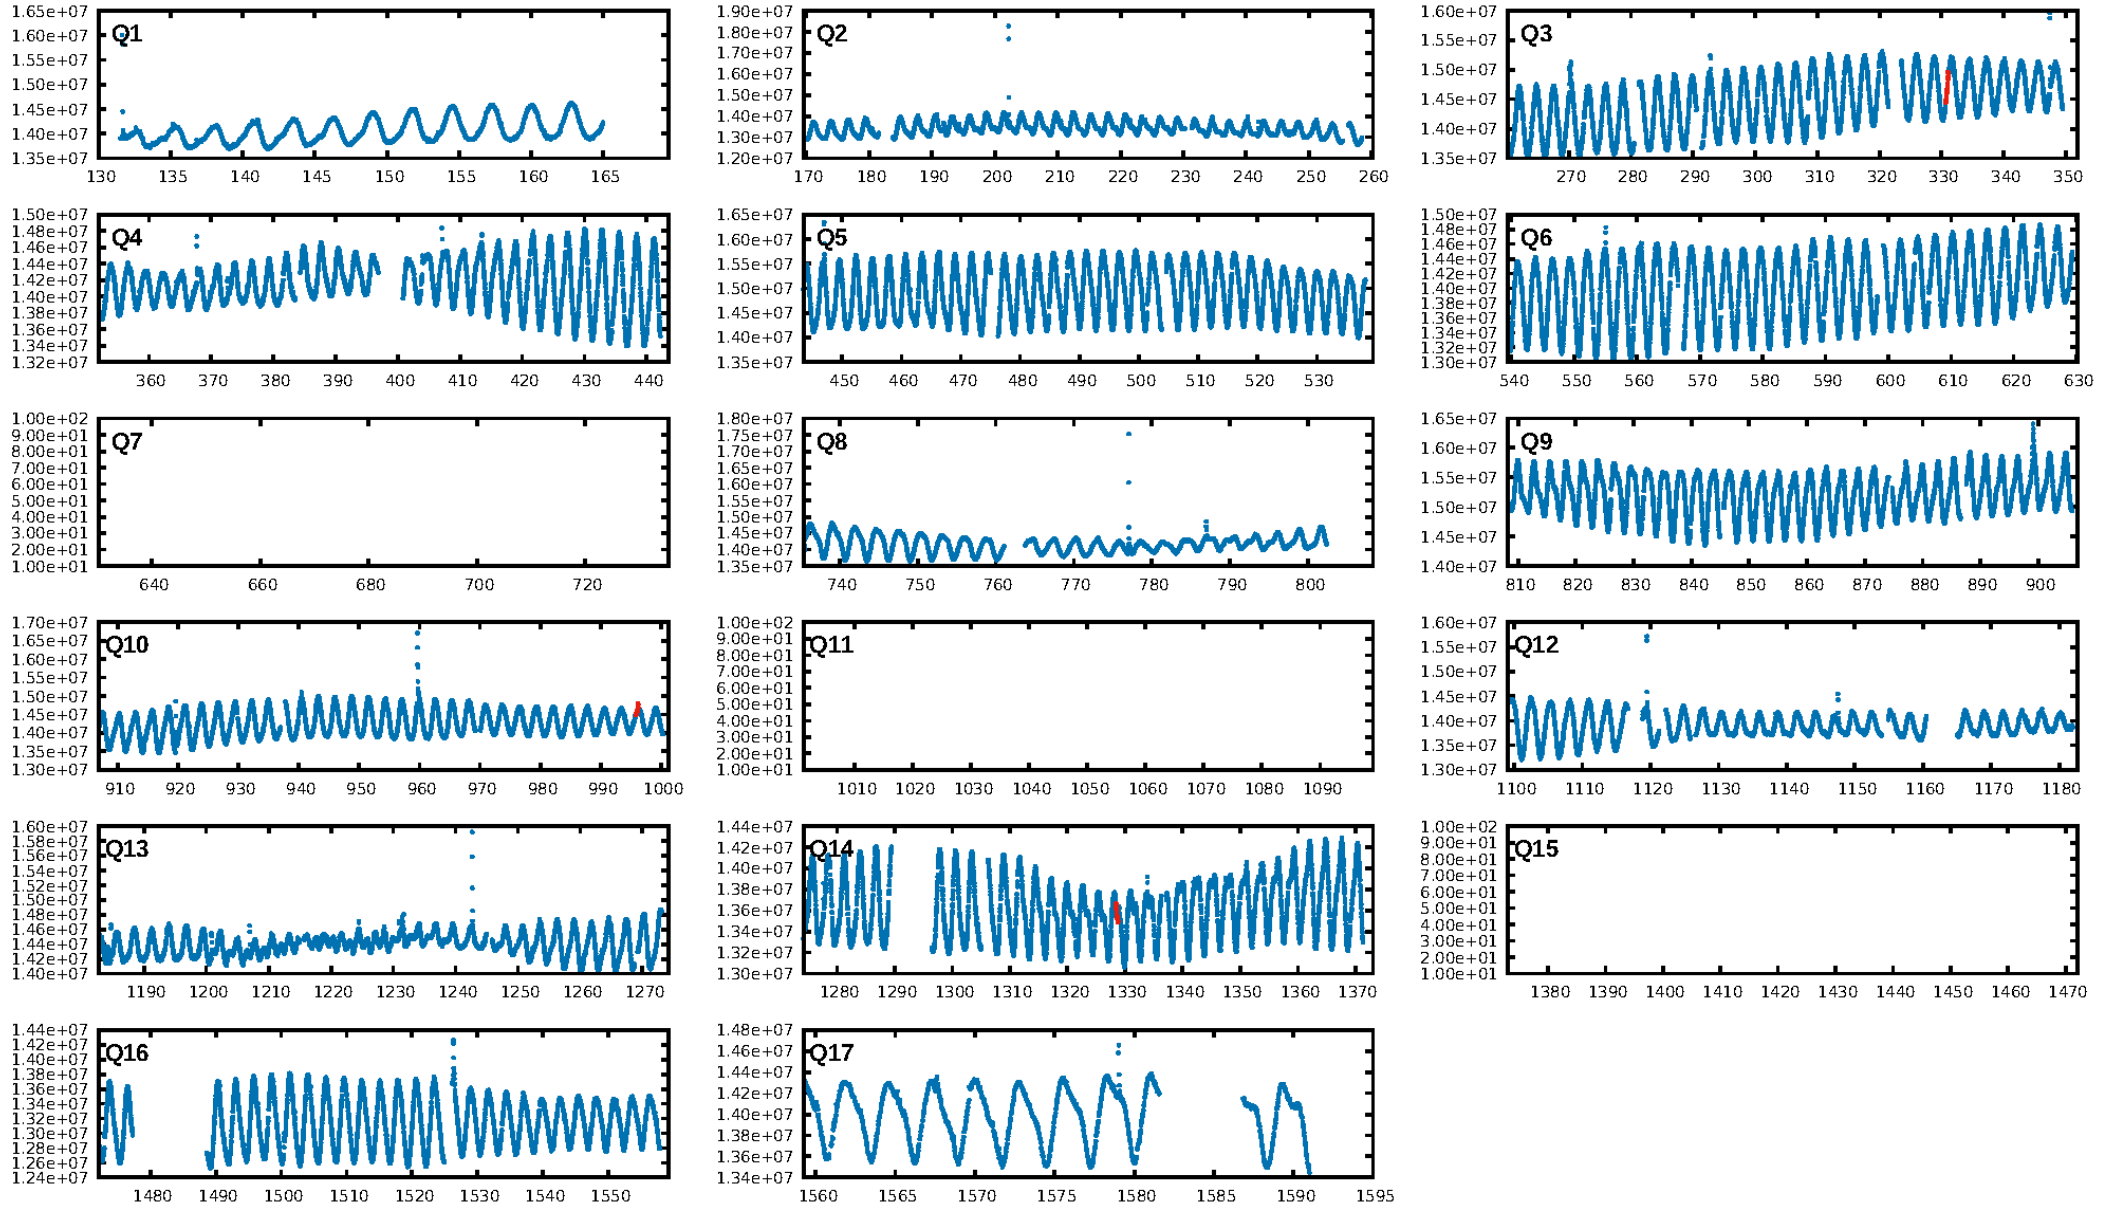 1.65e+07
1.60e+07
1.55e+07
1.50e+07
1.45e+07
1.40e+07
1.35e+07
Q1
130 135 140 145 150 155 160 165
1.90e+07
1.80e+07
1.70e+07
1.60e+07
1.50e+07
1.40e+07
1.30e+07
1.20e+07
Q2
170 180 190 200 210 220 230 240 250 260
1.60e+07
1.55e+07
1.50e+07
1.45e+07
1.40e+07
1.35e+07
Q3
270 280 290 300 310 320 330 340 350
1.50e+07
1.48e+07
1.46e+07
1.44e+07
1.42e+07
1.40e+07
1.38e+07
1.36e+07
1.34e+07
1.32e+07
Q4
360 370 380 390 400 410 420 430 440
1.65e+07
1.60e+07
1.55e+07
1.50e+07
1.45e+07
1.40e+07
1.35e+07
Q5
450 460 470 480 490 500 510 520 530
1.50e+07
1.48e+07
1.46e+07
1.44e+07
1.42e+07
1.40e+07
1.38e+07
1.36e+07
1.34e+07
1.32e+07
1.30e+07
Q6
540 550 560 570 580 590 600 610 620 630
1.00e+02
9.00e+01
8.00e+01
7.00e+01
6.00e+01
5.00e+01
4.00e+01
3.00e+01
2.00e+01
1.00e+01
Q7
640 660 680 700 720
1.80e+07
1.75e+07
1.70e+07
1.65e+07
1.60e+07
1.55e+07
1.50e+07
1.45e+07
1.40e+07
1.35e+07
Q8
740 750 760 770 780 790 800
1.65e+07
1.60e+07
1.55e+07
1.50e+07
1.45e+07
1.40e+07
Q9
810 820 830 840 850 860 870 880 890 900
1.70e+07
1.65e+07
1.60e+07
1.55e+07
1.50e+07
1.45e+07
1.40e+07
1.35e+07
1.30e+07
Q10
910 920 930 940 950 960 970 980 990 1000
1.00e+02
9.00e+01
8.00e+01
7.00e+01
6.00e+01
5.00e+01
4.00e+01
3.00e+01
2.00e+01
1.00e+01
Q11
1010 1020 1030 1040 1050 1060 1070 1080 1090
1.60e+07
1.55e+07
1.50e+07
1.45e+07
1.40e+07
1.35e+07
1.30e+07
Q12
1100 1110 1120 1130 1140 1150 1160 1170 1180
1.60e+07
1.58e+07
1.56e+07
1.54e+07
1.52e+07
1.50e+07
1.48e+07
1.46e+07
1.44e+07
1.42e+07
1.40e+07
Q13
1190 1200 1210 1220 1230 1240 1250 1260 1270
1.44e+07
1.42e+07
1.40e+07
1.38e+07
1.36e+07
1.34e+07
1.32e+07
1.30e+07
Q14
1280 1290 1300 1310 1320 1330 1340 1350 1360 1370
1.00e+02
9.00e+01
8.00e+01
7.00e+01
6.00e+01
5.00e+01
4.00e+01
3.00e+01
2.00e+01
1.00e+01
Q15
1380 1390 1400 1410 1420 1430 1440 1450 1460 1470
1.44e+07
1.42e+07
1.40e+07
1.38e+07
1.36e+07
1.34e+07
1.32e+07
1.30e+07
1.28e+07
1.26e+07
1.24e+07
Q16
1480 1490 1500 1510 1520 1530 1540 1550
1.48e+07
1.46e+07
1.44e+07
1.42e+07
1.40e+07
1.38e+07
1.36e+07
1.34e+07
Q17
1560 1565 1570 1575 1580 1585 1590 1595